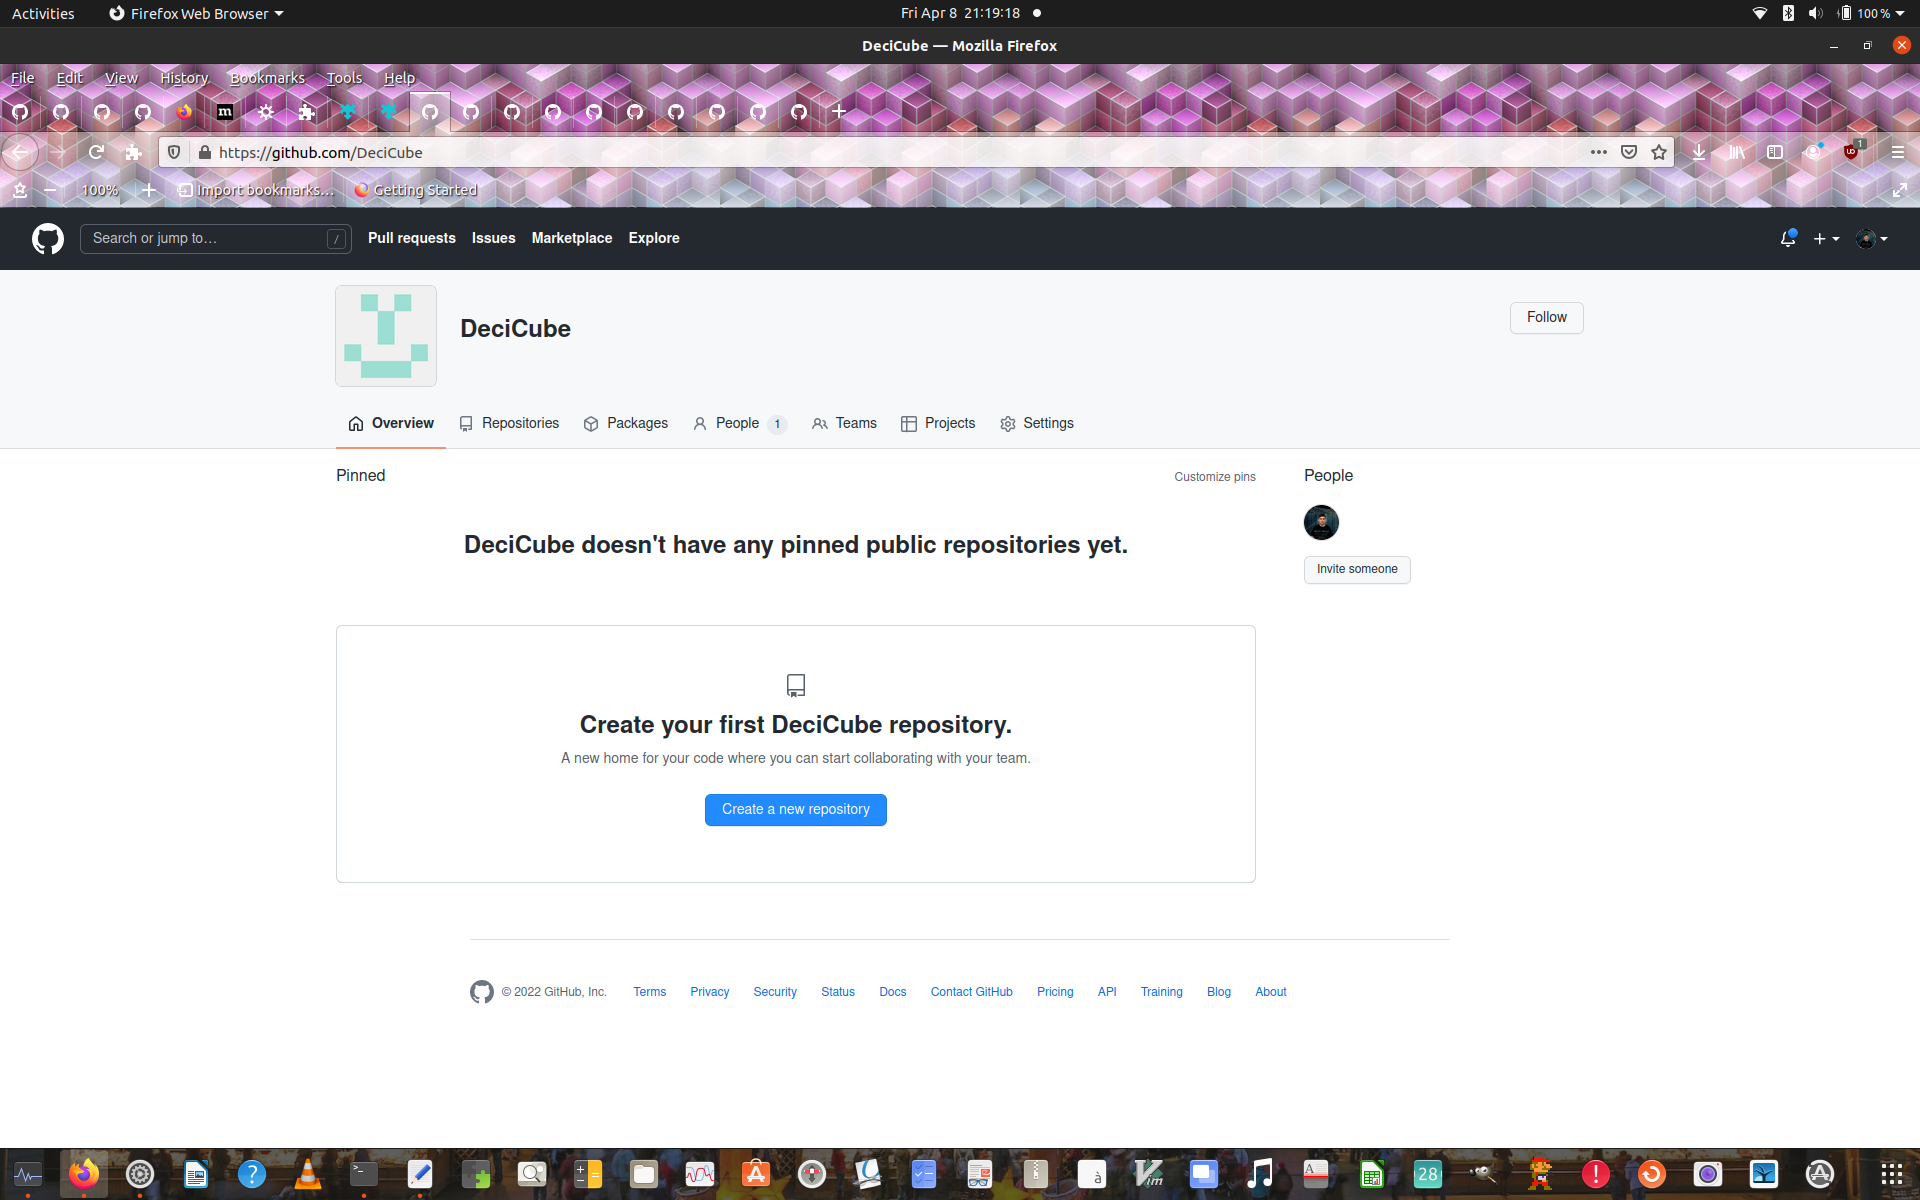 Activities Firefox Web Browser Fri Apr 8 21:19:18 100 %
DeciCube — Mozilla Firefox
File Edit View History Bookmarks Tools Help
m
https://github.com/DeciCube 1
100% Import bookmarks... Getting Started
Search or jump to... / Pull requests Issues Marketplace Explore
DeciCube Follow
Overview Repositories Packages People 1 Teams Projects Settings
Pinned Customize pins People
DeciCube doesn't have any pinned public repositories yet.
Invite someone
Create your first DeciCube repository.
A new home for your code where you can start collaborating with your team.
Create a new repository
© 2022 GitHub, Inc. Terms Privacy Security Status Docs Contact GitHub Pricing API Training Blog About
>_ ? à Vim A 28 !